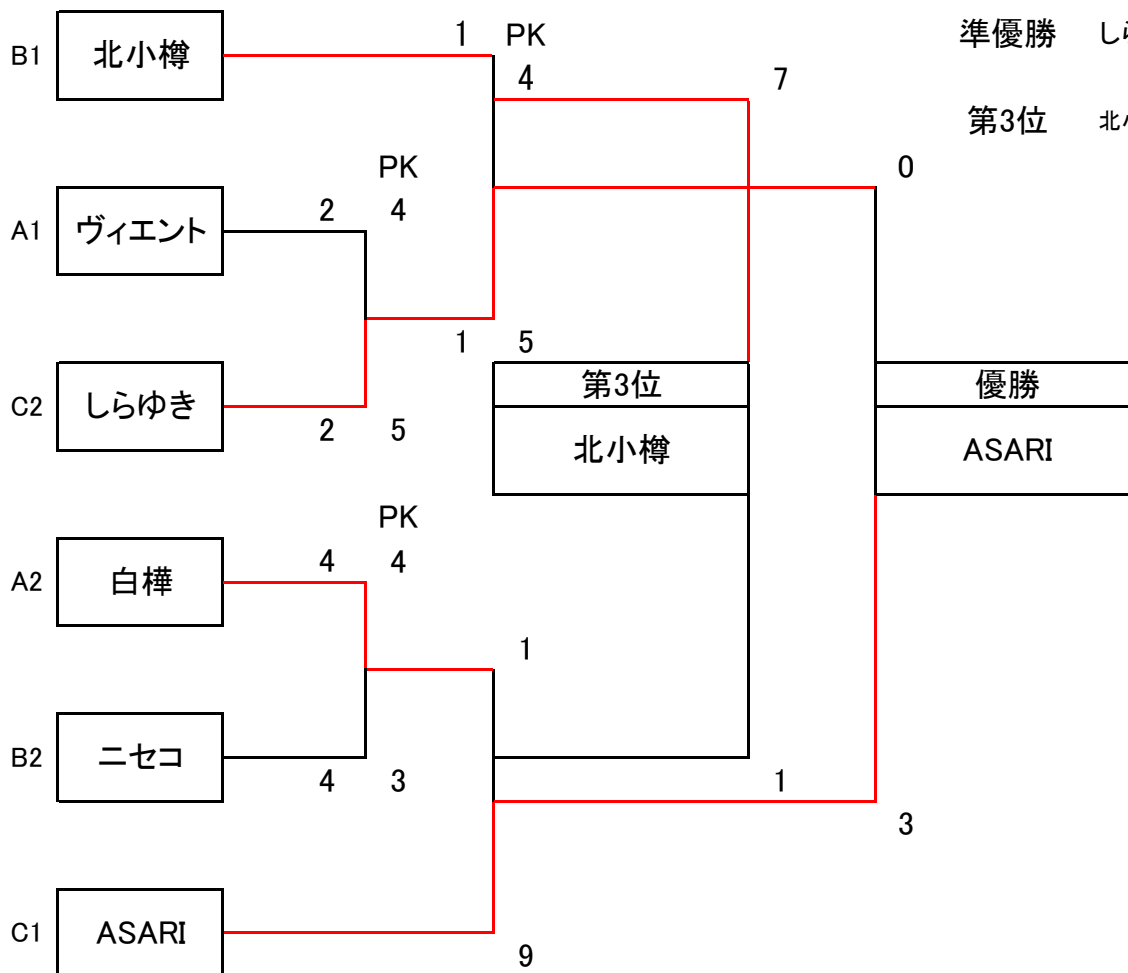 1 PK 準優勝
B1 北小樽
4 7
第3位
PK 0
2 4
A1 ヴィエント
1 5
第3位 優勝
C2 しらゆき
北小樽 ASARI
2 5
PK
4 4
A2 白樺
1
B2 ニセコ
4 3 1
3
C1 ASARI
9